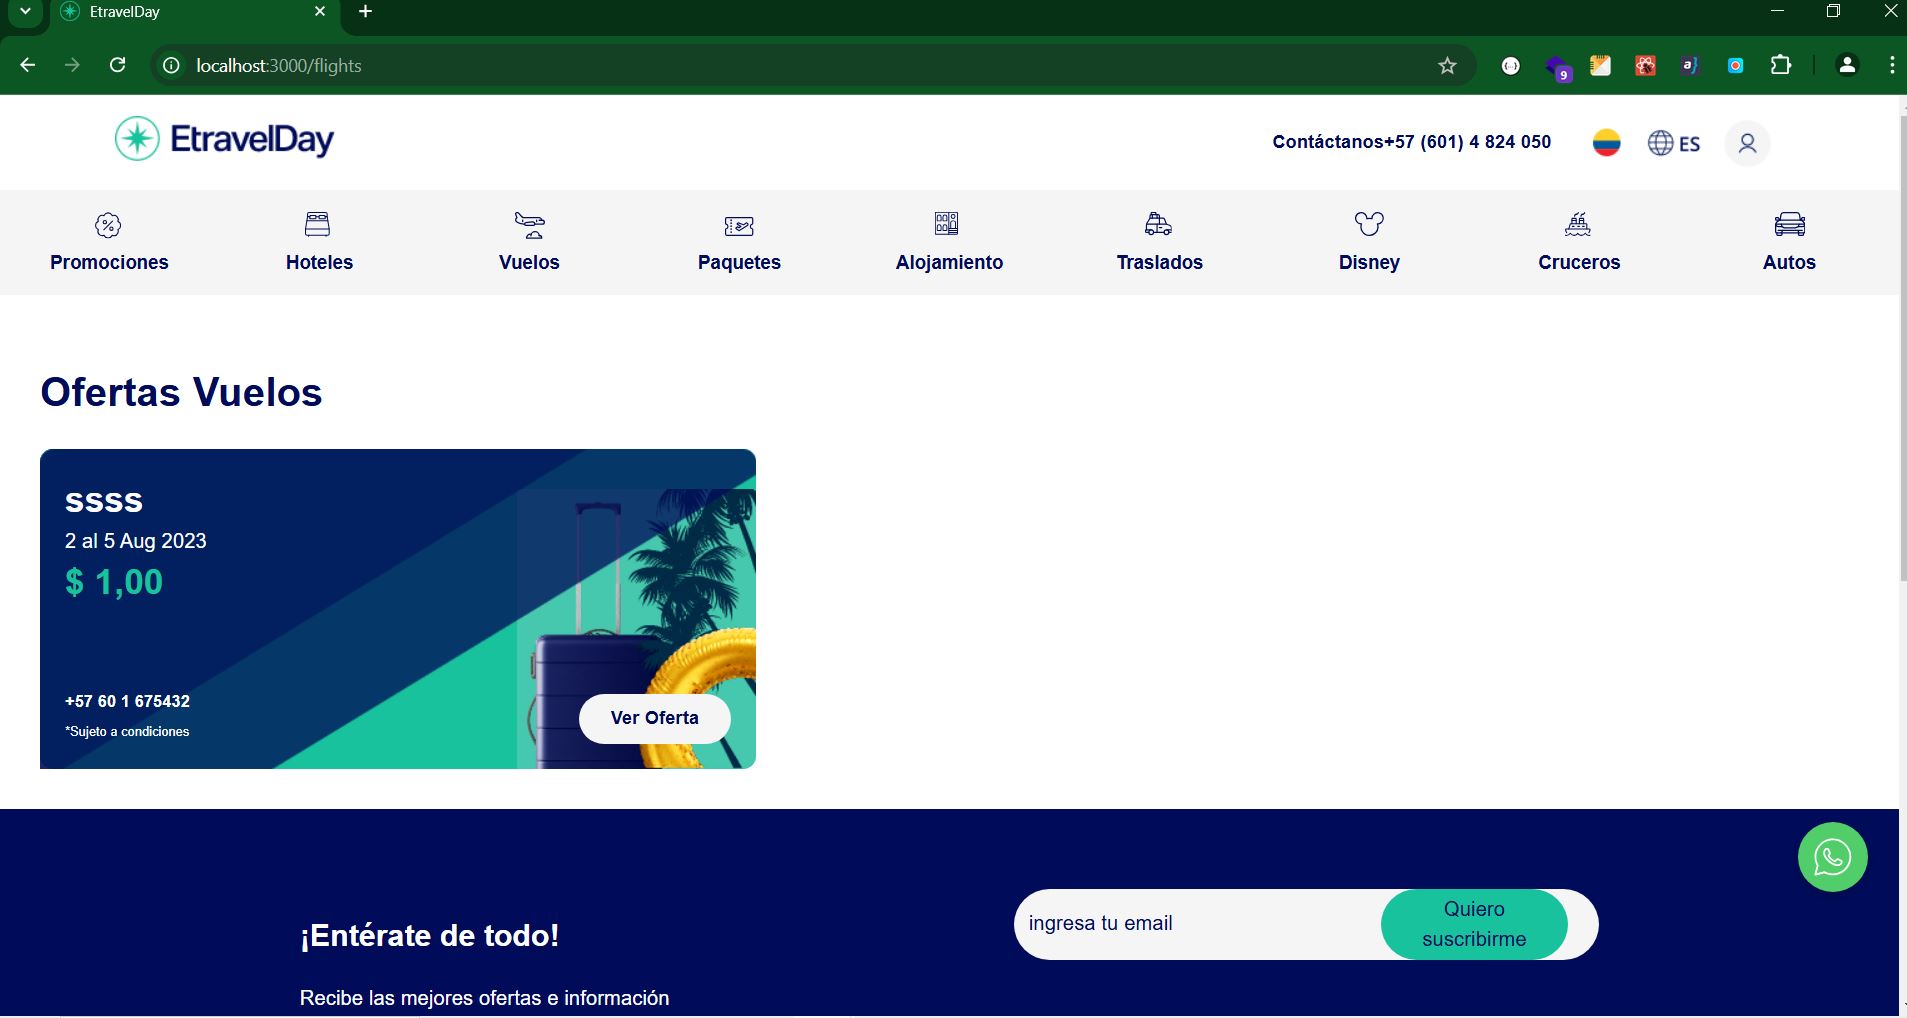 EtravelDay
localhost:3000/flights
9
EtravelDay
Contáctanos+57 (601) 4 824 050
ES
Promociones
Hoteles
Vuelos
Paquetes
Alojamiento
Traslados
Disney
Cruceros
Autos
Ofertas Vuelos
ssss
2 al 5 Aug 2023
$ 1,00
+57 60 1 675432
*Sujeto a condiciones
Ver Oferta
¡Entérate de todo!
Recibe las mejores ofertas e información
ingresa tu email
Quiero
suscribirme